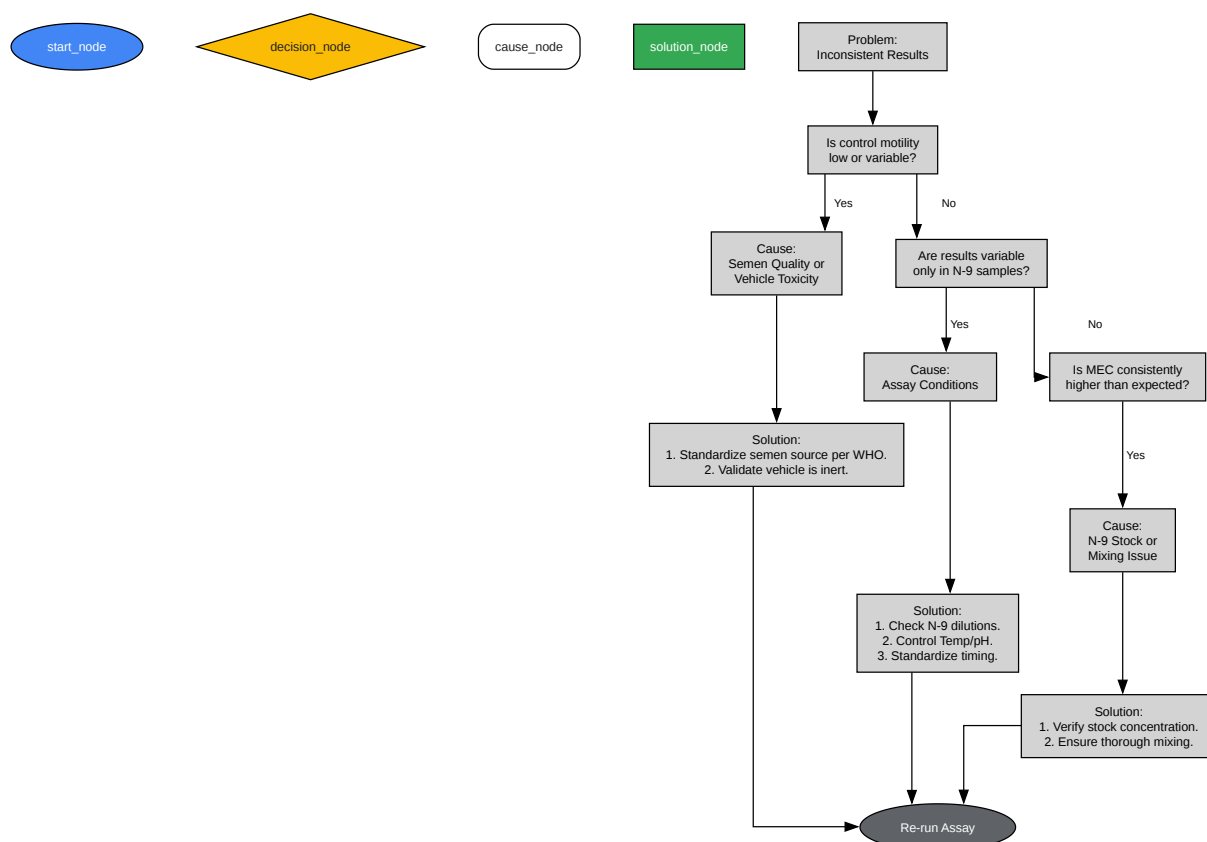 start_node
decision_node
cause_node
solution_node
Problem:
Inconsistent Results
Is control motility
low or variable?
Yes
No
Cause:
Semen Quality or
Vehicle Toxicity
Are results variable
only in N-9 samples?
Yes
No
Cause:
Assay Conditions
Is MEC consistently
higher than expected?
Solution:
1. Standardize semen source per WHO.
2. Validate vehicle is inert.
Yes
Cause:
N-9 Stock or
Mixing Issue
Solution:
1. Check N-9 dilutions.
2. Control Temp/pH.
3. Standardize timing.
Solution:
1. Verify stock concentration.
2. Ensure thorough mixing.
Re-run Assay